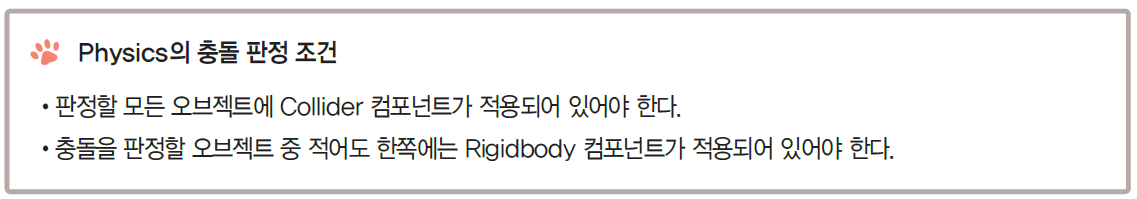 Physics의 충돌 판정 조건
• 판정할 모든 오브젝트에 Collider 컴포넌트가 적용되어 있어야 한다.
• 충돌을 판정할 오브젝트 중 적어도 한쪽에는 Rigidbody 컴포넌트가 적용되어 있어야 한다.